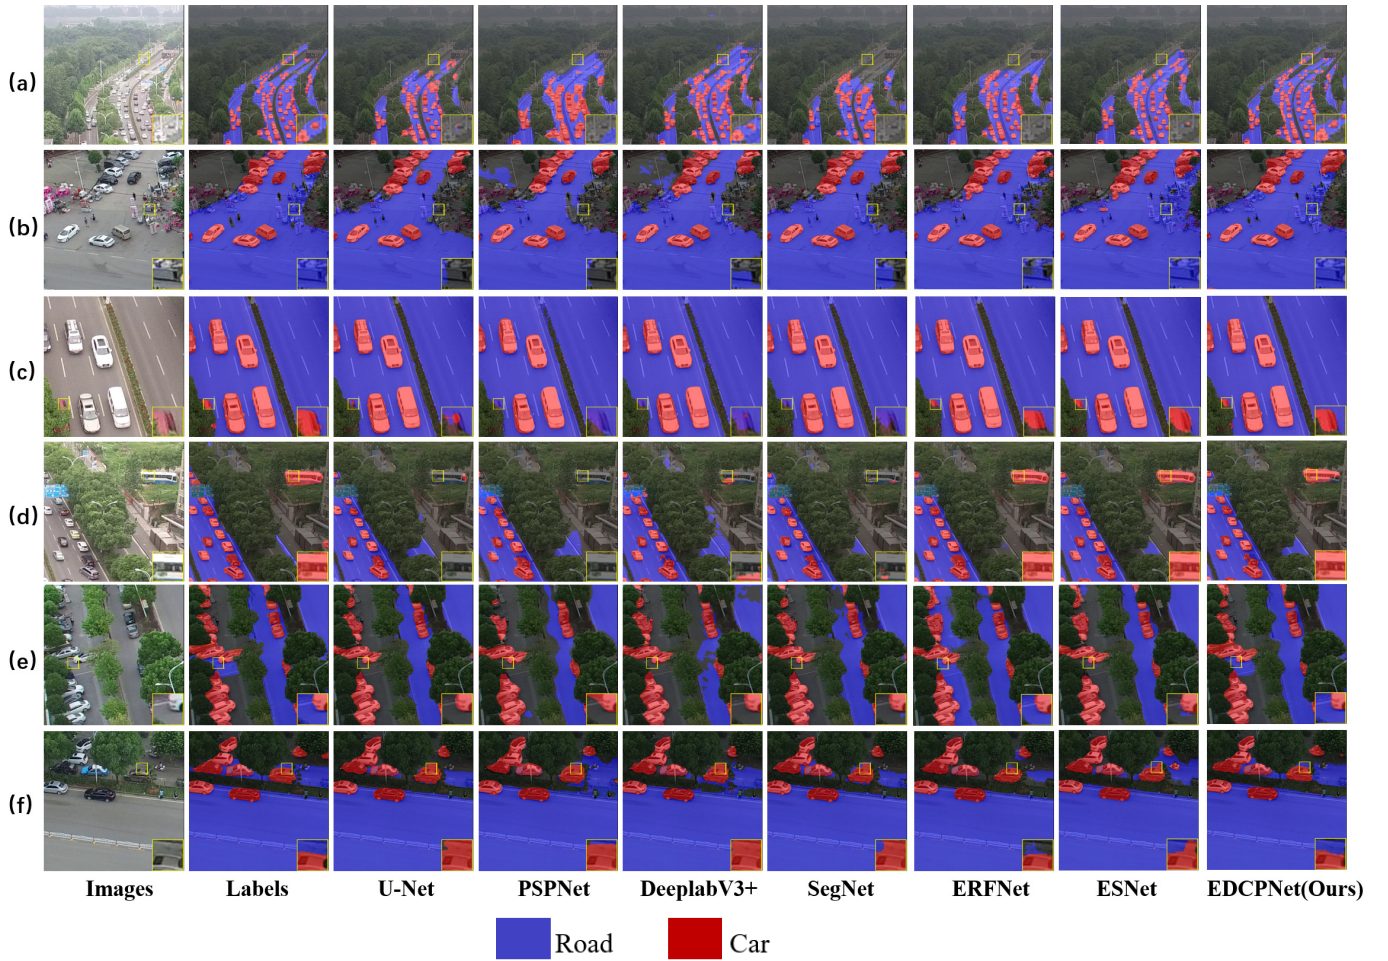 (a)
(b)
(c)
(d)
(e)
(f)
Images Labels U-Net PSPNet DeeplabV3+ SegNet ERFNet ESNet EDCPNet(Ours)
Road Car